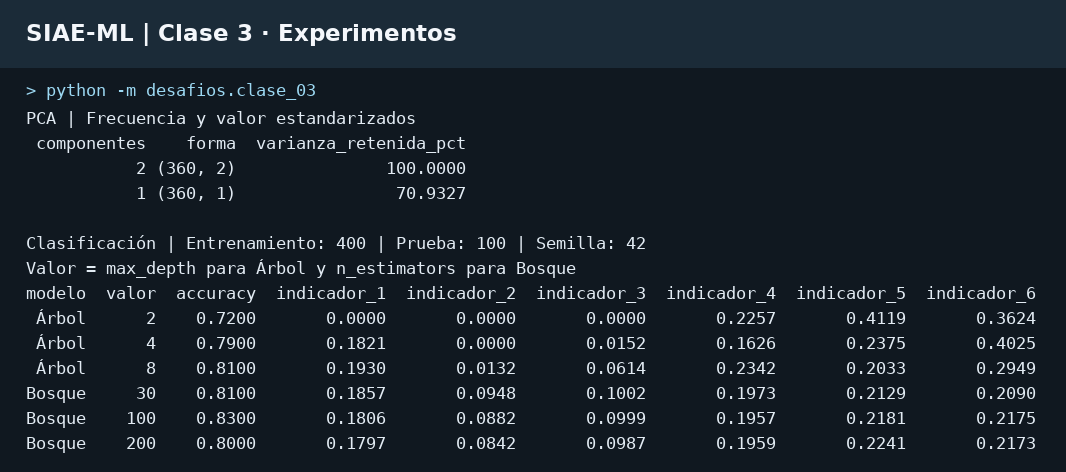 SIAE-ML | Clase 3 · Experimentos
> python -m desafios.clase_03
PCA | Frecuencia y valor estandarizados
componentes forma varianza_retenida_pct
2 (360, 2) 100.0000
1 (360, 1) 70.9327
Clasificación | Entrenamiento: 400 | Prueba: 100 | Semilla: 42
Valor = max_depth para Árbol y n_estimators para Bosque
modelo valor accuracy indicador_1 indicador_2 indicador_3 indicador_4 indicador_5 indicador_6
Árbol 2 0.7200 0.0000 0.0000 0.0000 0.2257 0.4119 0.3624
Árbol 4 0.7900 0.1821 0.0000 0.0152 0.1626 0.2375 0.4025
Árbol 8 0.8100 0.1930 0.0132 0.0614 0.2342 0.2033 0.2949
Bosque 30 0.8100 0.1857 0.0948 0.1002 0.1973 0.2129 0.2090
Bosque 100 0.8300 0.1806 0.0882 0.0999 0.1957 0.2181 0.2175
Bosque 200 0.8000 0.1797 0.0842 0.0987 0.1959 0.2241 0.2173